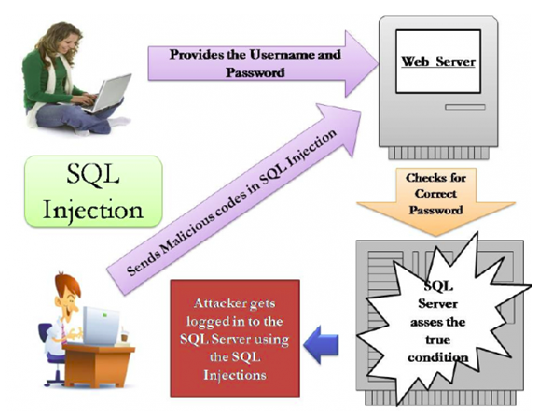 Provides the Username and
Password
Web Server
SQL
Injection
Sends Malicious codes in SQL Injection
Checks for
Correct
Password
SQL
Server
asses the
true
condition
Attacker gets
logged in to the
SQL Server using
the SQL
Injections